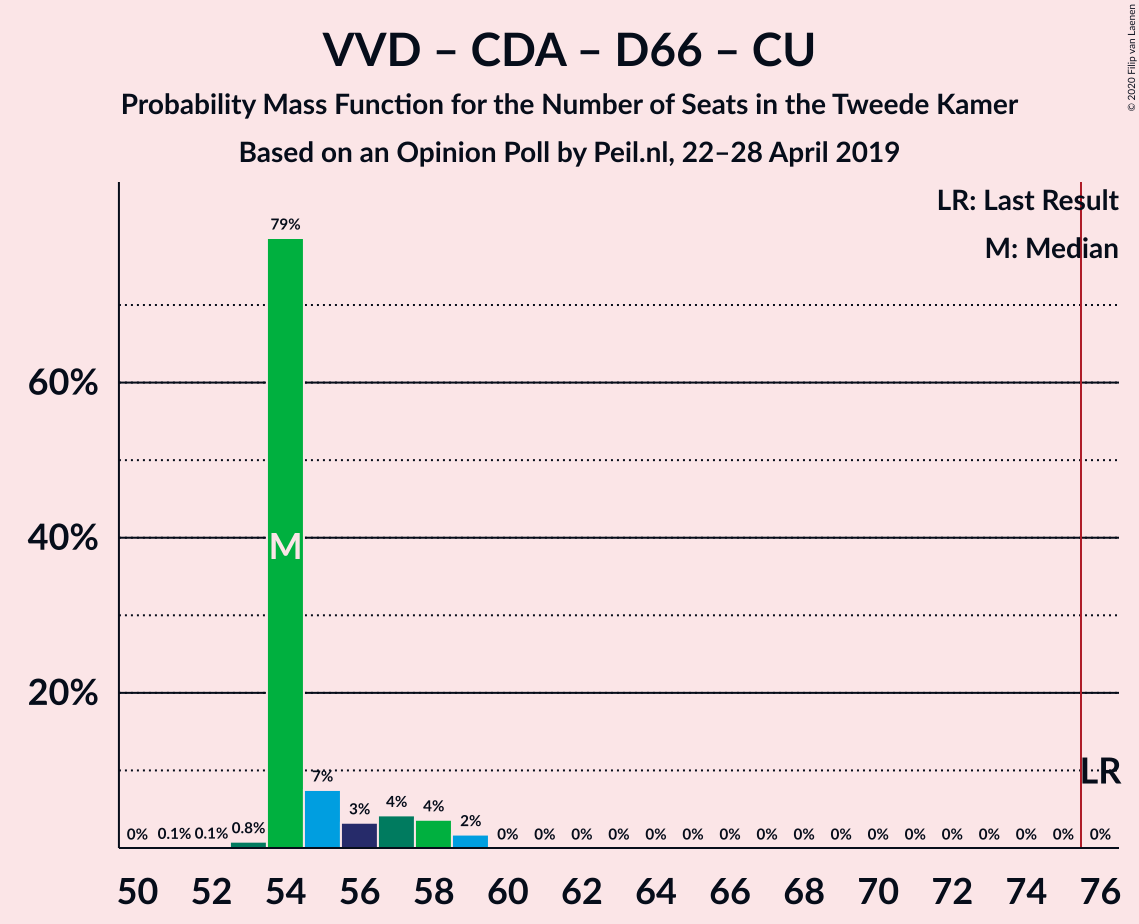 VVD – CDA – D66 – CU
Probability Mass Function for the Number of Seats in the Tweede Kamer
Based on an Opinion Poll by Peil.nl, 22–28 April 2019
© 2020 Filip van Laenen
LR: Last Result
M: Median
79%
60%
40%
M
20%
LR
0% 0.1% 0.1% 0.8% 7% 3% 4% 4% 2% 0% 0% 0% 0% 0% 0% 0% 0% 0% 0% 0% 0% 0% 0% 0% 0% 0%
50 52 54 56 58 60 62 64 66 68 70 72 74 76